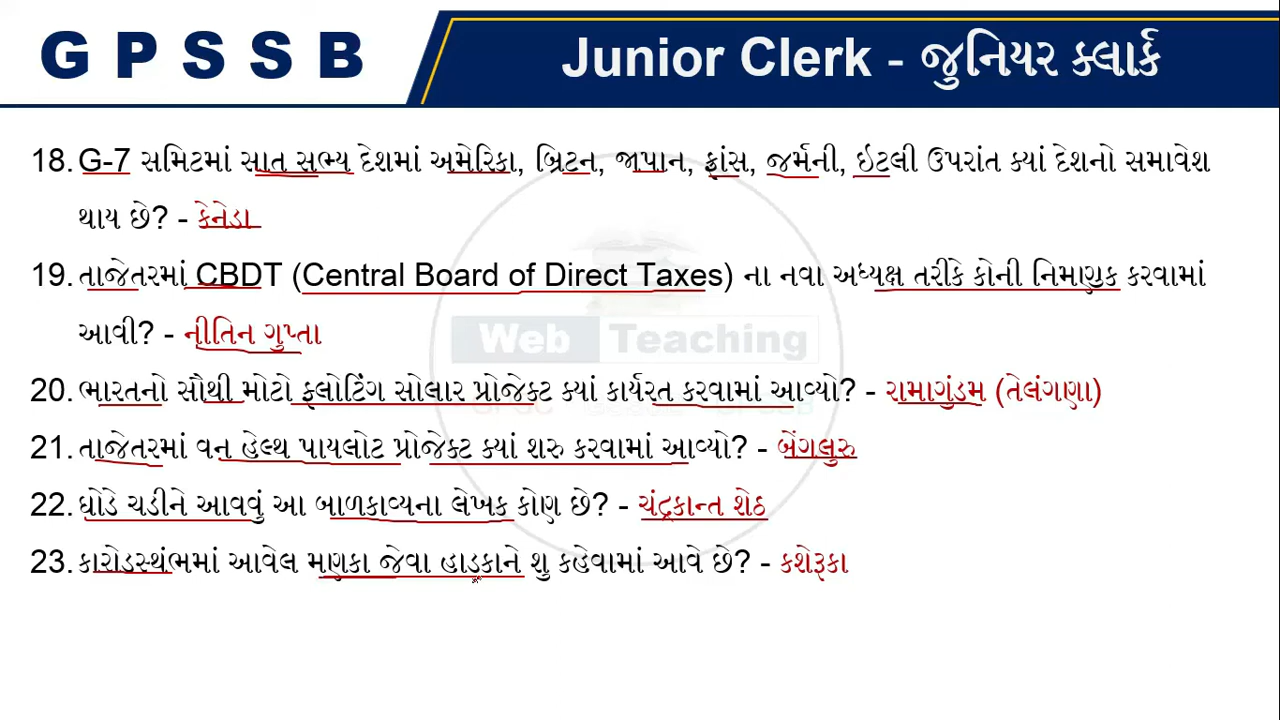 GPSSB
Junior Clerk - જુનિયર ક્લાર્ક
18. G-7 સમિટમાં સાત સભ્ય દેશમાં અમેરિકા, બ્રિટન, જાપાન, ફ્રાંસ, જર્મની, ઇટલી ઉપરાંત ક્યાં દેશનો સમાવેશ
થાય છે? - કેનેડા
19. તાજેતરમાં CBDT (Central Board of Direct Taxes) ના નવા અધ્યક્ષ તરીકે કોની નિમણુક કરવામાં
આવી? - નીતિન ગુપ્તા
Web Teaching
20. ભારતનો સૌથી મોટો ફ્લોટિંગ સોલાર પ્રોજેક્ટ ક્યાં કાર્યરત કરવામાં આવ્યો? - રામાગુંડમ (તેલંગણા)
21. તાજેતરમાં વન હેલ્થ પાયલોટ પ્રોજેક્ટ ક્યાં શરુ કરવામાં આવ્યો? - બેંગલુરુ
22. ઘોડે ચડીને આવવું આ બાળકાવ્યના લેખક કોણ છે? - ચંદ્રકાન્ત શેઠ
23. કારોડસ્થંભમાં આવેલ મણકા જેવા હાડકાને શુ કહેવામાં આવે છે? - કશેરૂકા